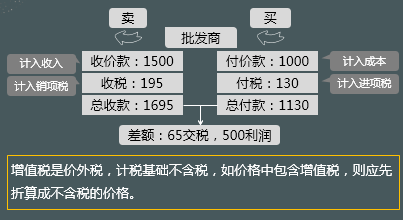 卖 买
批发商
计入收入 收价款：1500 付价款：1000 计入成本
计入销项税 收税：195 付税：130 计入进项税
总收款：1695 总付款：1130
差额：65交税，500利润
增值税是价外税，计税基础不含税，如价格中包含增值税，则应先
折算成不含税的价格。